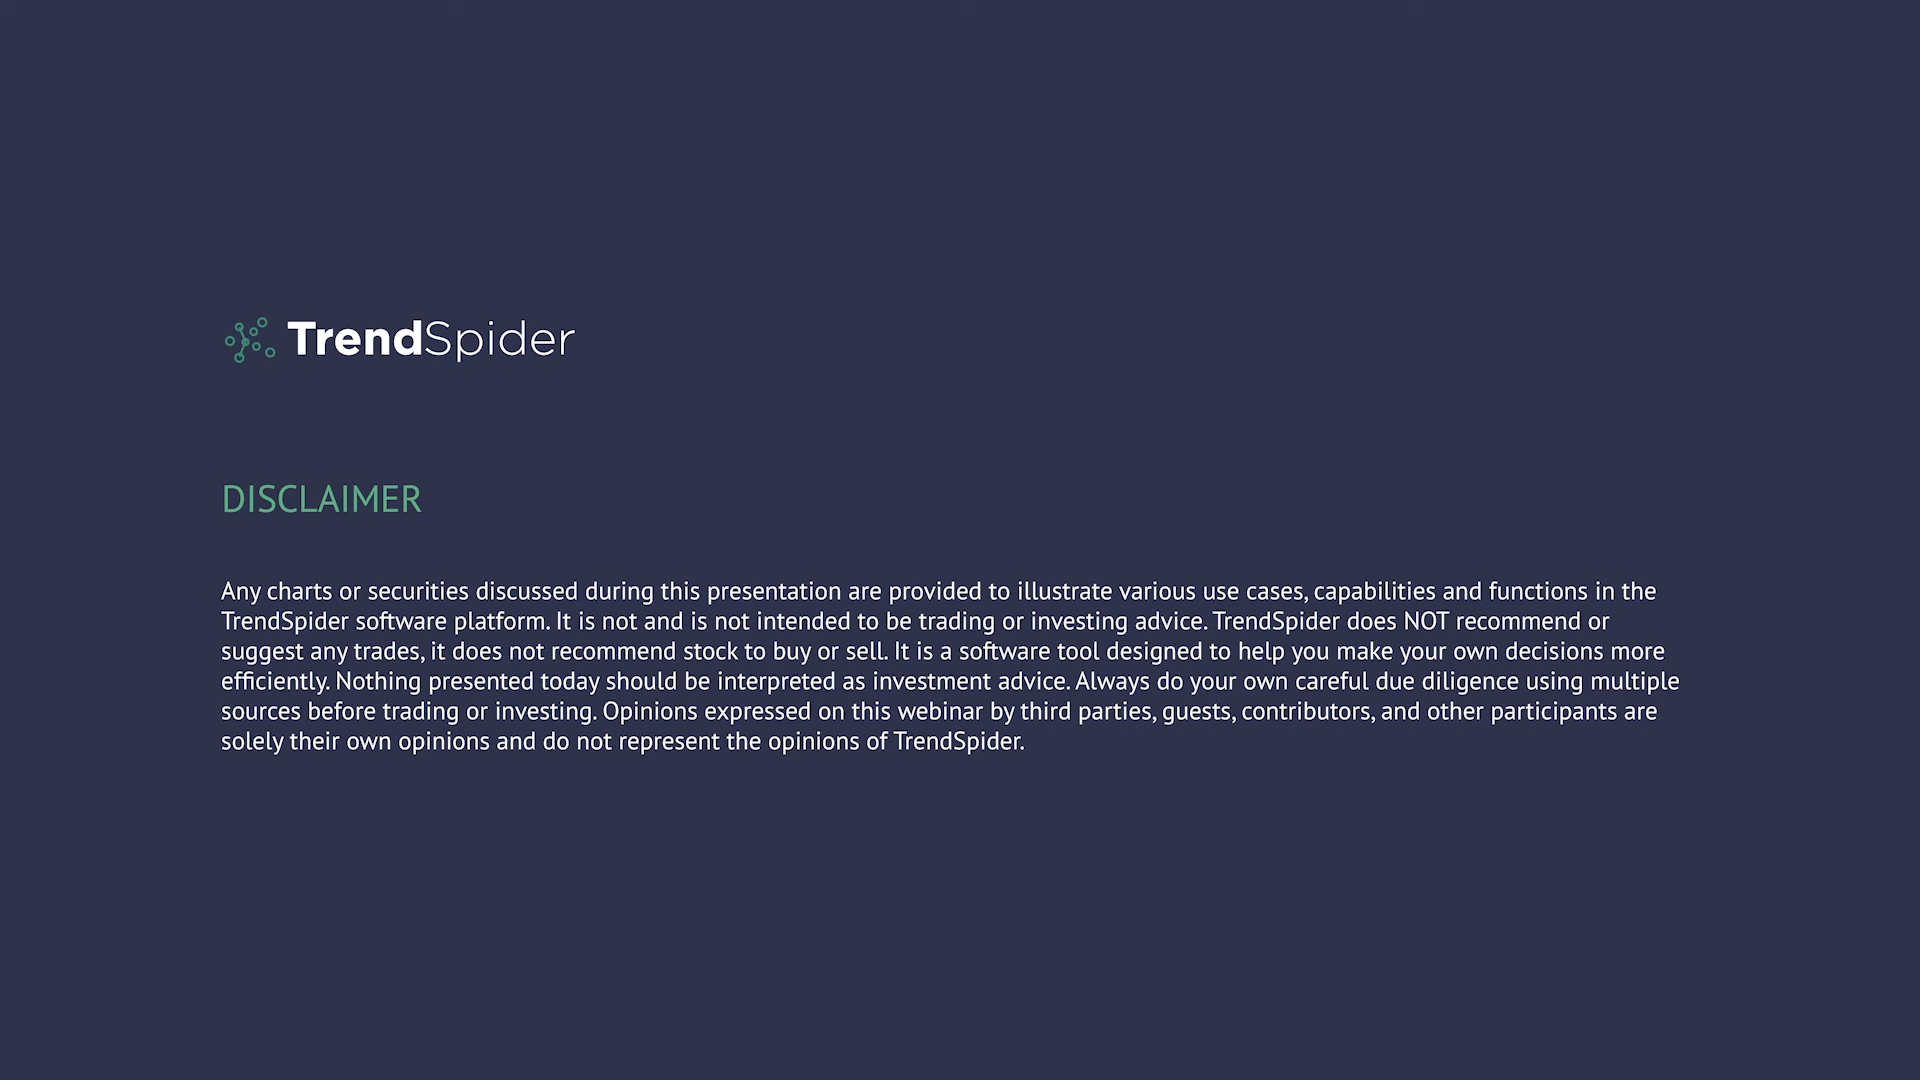 TrendSpider
DISCLAIMER
Any charts or securities discussed during this presentation are provided to illustrate various use cases, capabilities and functions in the
TrendSpider software platform. It is not and is not intended to be trading or investing advice. TrendSpider does NOT recommend or
suggest any trades, it does not recommend stock to buy or sell. It is a software tool designed to help you make your own decisions more
efficiently. Nothing presented today should be interpreted as investment advice. Always do your own careful due diligence using multiple
sources before trading or investing. Opinions expressed on this webinar by third parties, guests, contributors, and other participants are
solely their own opinions and do not represent the opinions of TrendSpider.